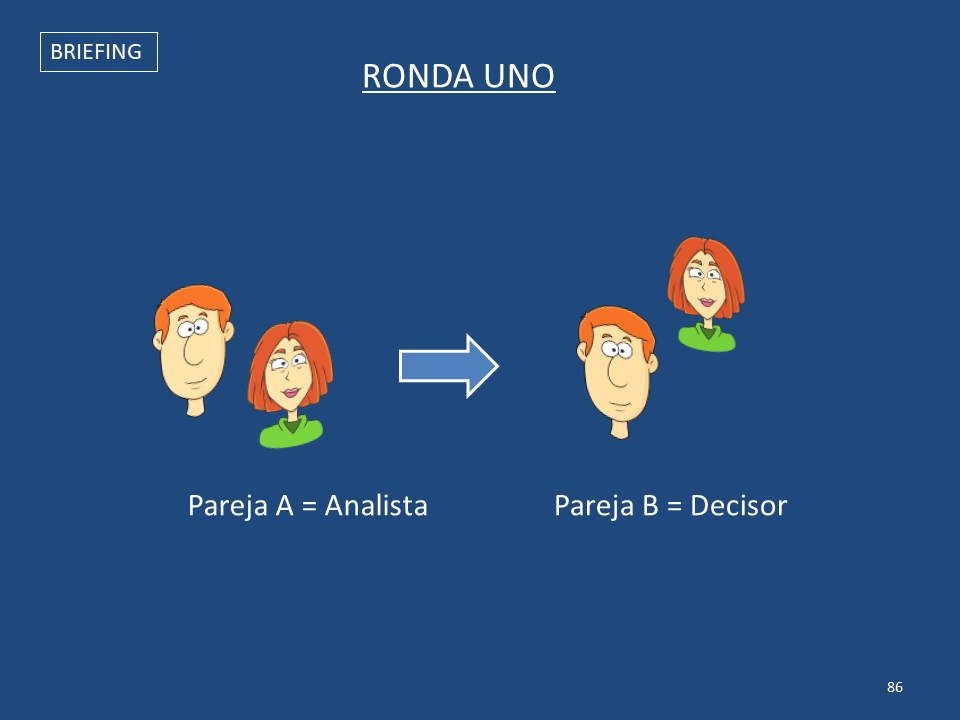 BRIEFING
RONDA UNO
Pareja A = Analista
Pareja B = Decisor
86